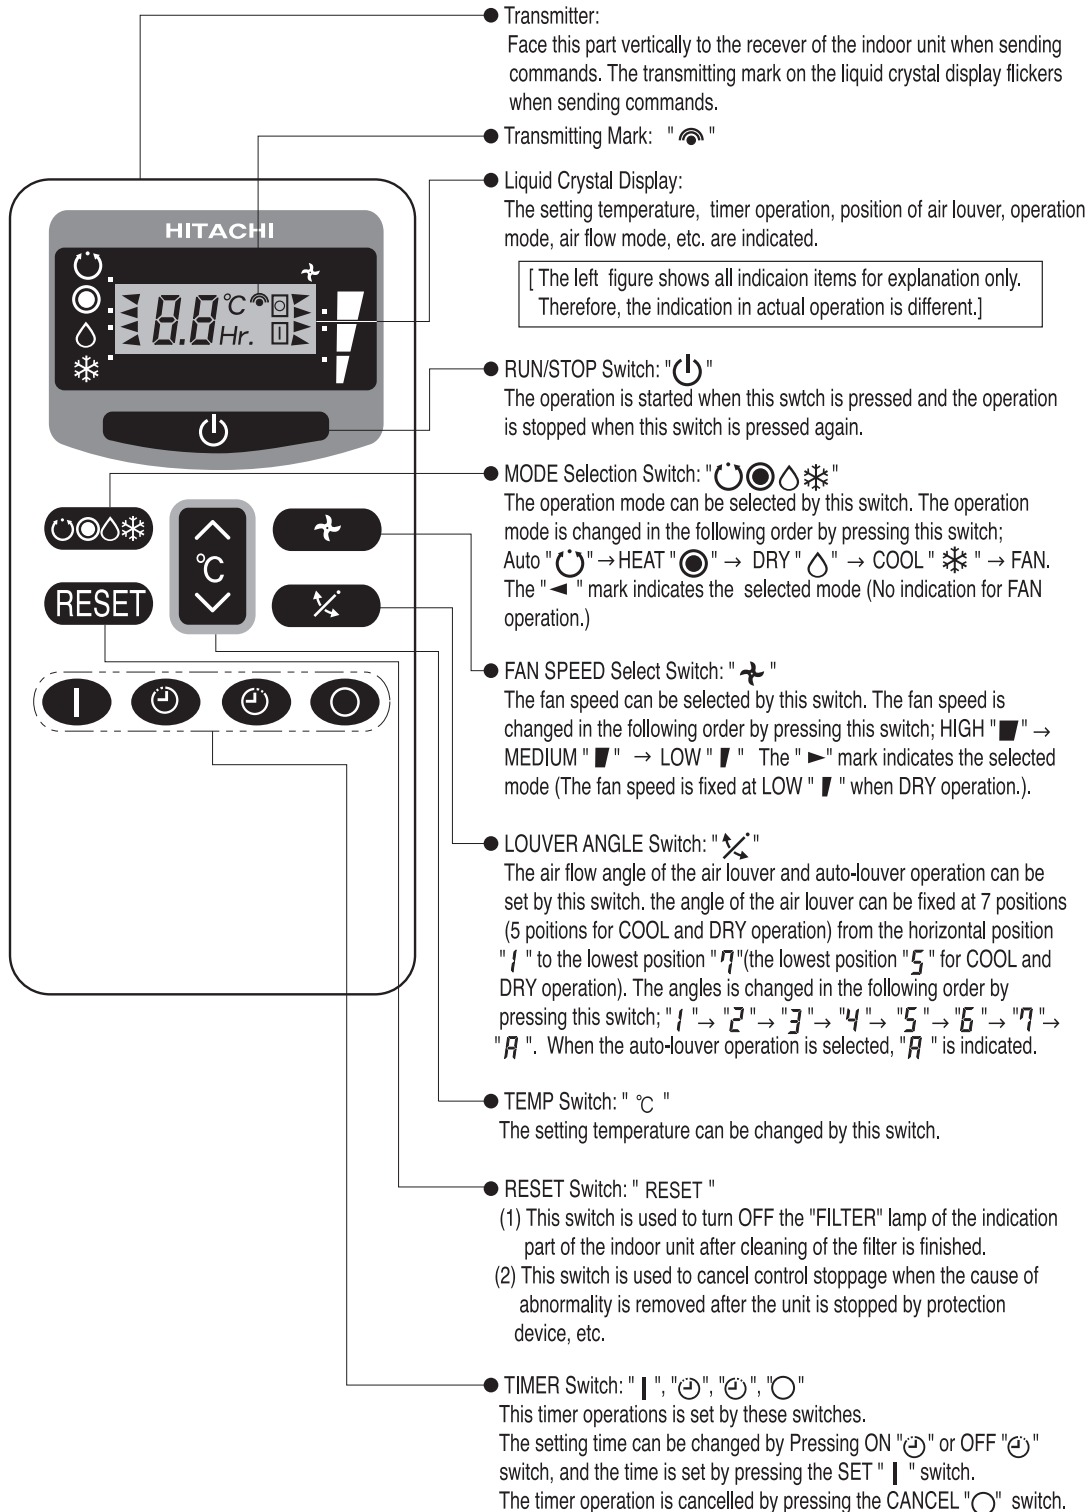 ● Transmitter:
Face this part vertically to the recever of the indoor unit when sending
commands. The transmitting mark on the liquid crystal display flickers
when sending commands.
● Transmitting Mark: " "
● Liquid Crystal Display:
The setting temperature, timer operation, position of air louver, operation
mode, air flow mode, etc. are indicated.
[ The left figure shows all indicaion items for explanation only.
Therefore, the indication in actual operation is different.]
HITACHI
8.8 °C
Hr.
● RUN/STOP Switch: "⏻"
The operation is started when this swtch is pressed and the operation
is stopped when this switch is pressed again.
● MODE Selection Switch: " "
The operation mode can be selected by this switch. The operation
mode is changed in the following order by pressing this switch;
Auto " " → HEAT "◉" → DRY " " → COOL "❄" → FAN.
The "◄" mark indicates the selected mode (No indication for FAN
operation.)
°C
RESET
● FAN SPEED Select Switch: " "
The fan speed can be selected by this switch. The fan speed is
changed in the following order by pressing this switch; HIGH " " →
MEDIUM " " → LOW " " The "►" mark indicates the selected
mode (The fan speed is fixed at LOW " " when DRY operation.).
● LOUVER ANGLE Switch: " "
The air flow angle of the air louver and auto-louver operation can be
set by this switch. the angle of the air louver can be fixed at 7 positions
(5 poitions for COOL and DRY operation) from the horizontal position
"1" to the lowest position "7"(the lowest position "5" for COOL and
DRY operation). The angles is changed in the following order by
pressing this switch; "1"→ "2"→ "3"→ "4"→ "5"→ "6"→ "7"→
"A". When the auto-louver operation is selected, "A" is indicated.
● TEMP Switch: " °C "
The setting temperature can be changed by this switch.
● RESET Switch: " RESET "
(1) This switch is used to turn OFF the "FILTER" lamp of the indication
part of the indoor unit after cleaning of the filter is finished.
(2) This switch is used to cancel control stoppage when the cause of
abnormality is removed after the unit is stopped by protection
device, etc.
● TIMER Switch: " | ", " ", " ", "○"
This timer operations is set by these switches.
The setting time can be changed by Pressing ON " " or OFF " "
switch, and the time is set by pressing the SET " | " switch.
The timer operation is cancelled by pressing the CANCEL "○" switch.